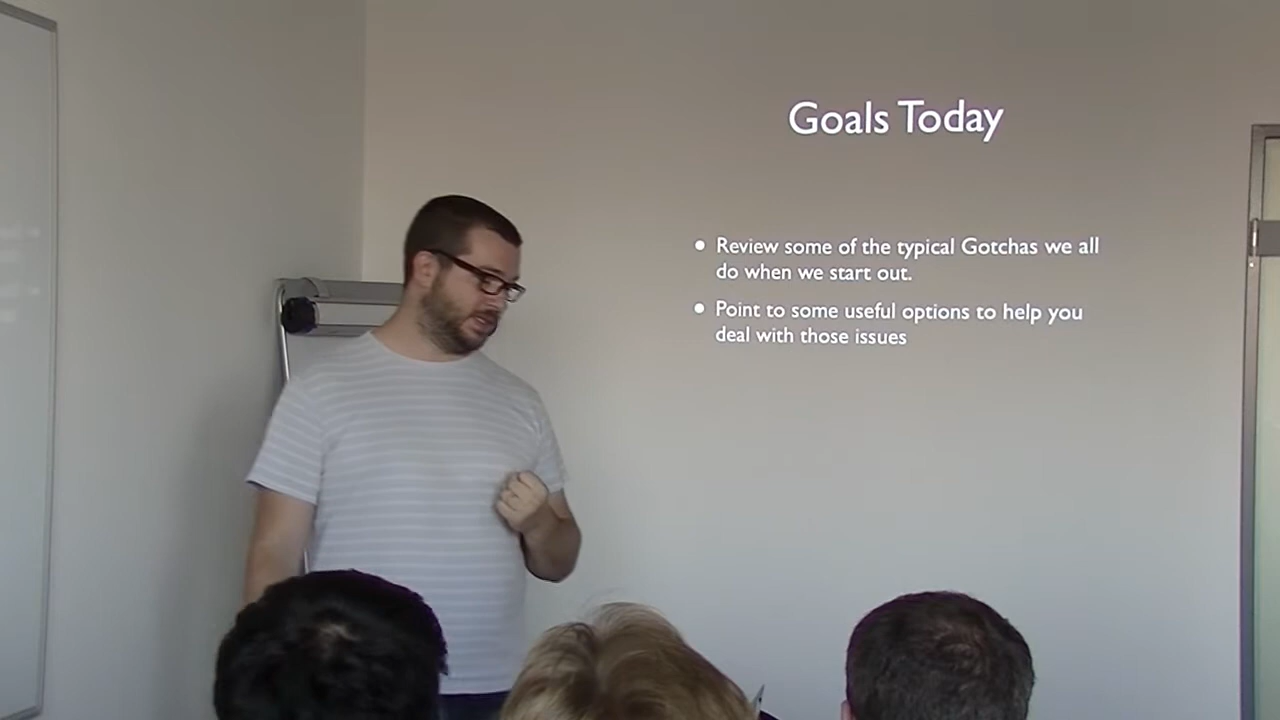 Goals Today
• Review some of the typical Gotchas we all
do when we start out.
• Point to some useful options to help you
deal with those issues